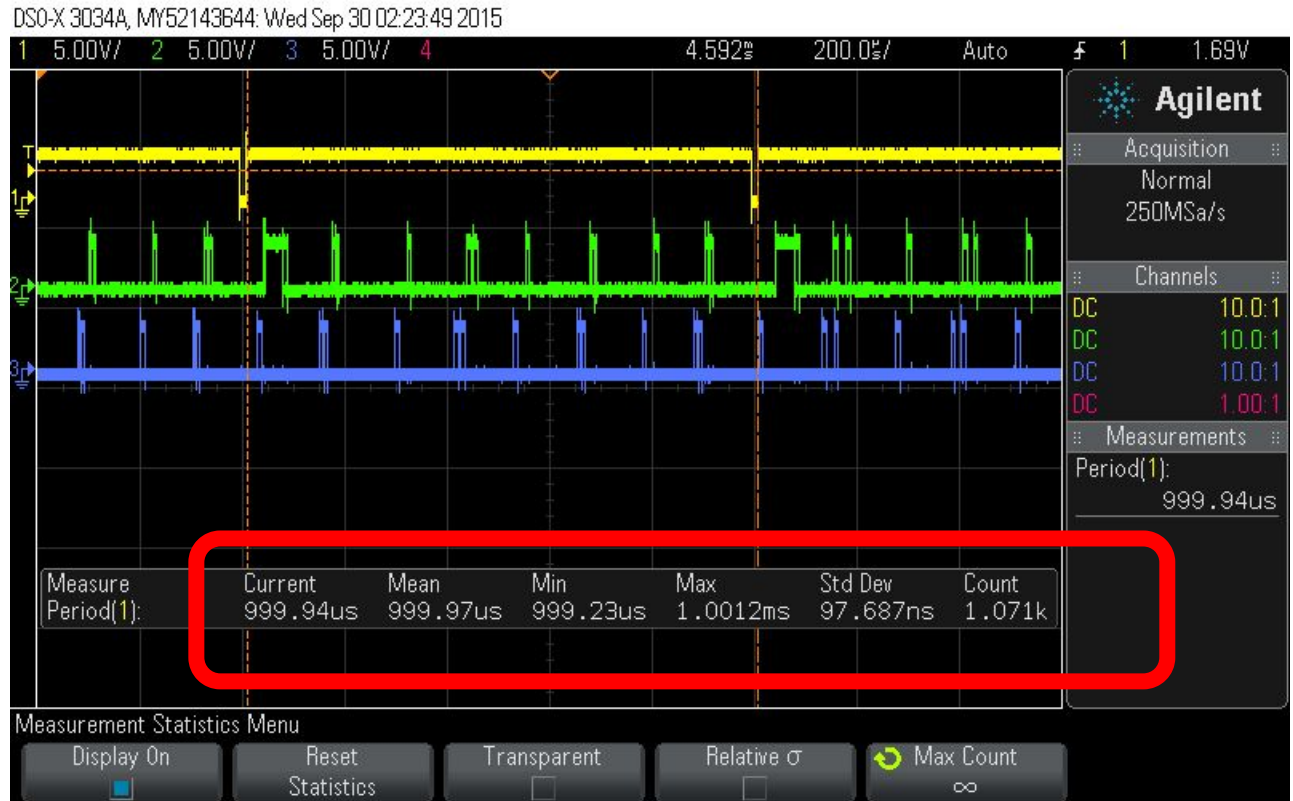 DSO-X 3034A, MY52143644: Wed Sep 30 02:23:49 2015
1 5.00V/ 2 5.00V/ 3 5.00V/ 4 4.592ms 200.0us/ Auto 1 1.69V
Agilent
Acquisition
Normal
250MSa/s
Channels
DC 10.0:1
DC 10.0:1
DC 10.0:1
DC 1.00:1
Measurements
Period(1):
999.94us
T
1
2
3
Measure Current Mean Min Max Std Dev Count
Period(1): 999.94us 999.97us 999.23us 1.0012ms 97.687ns 1.071k
Measurement Statistics Menu
Display On
Reset
Statistics
Transparent
Relative σ
Max Count
∞